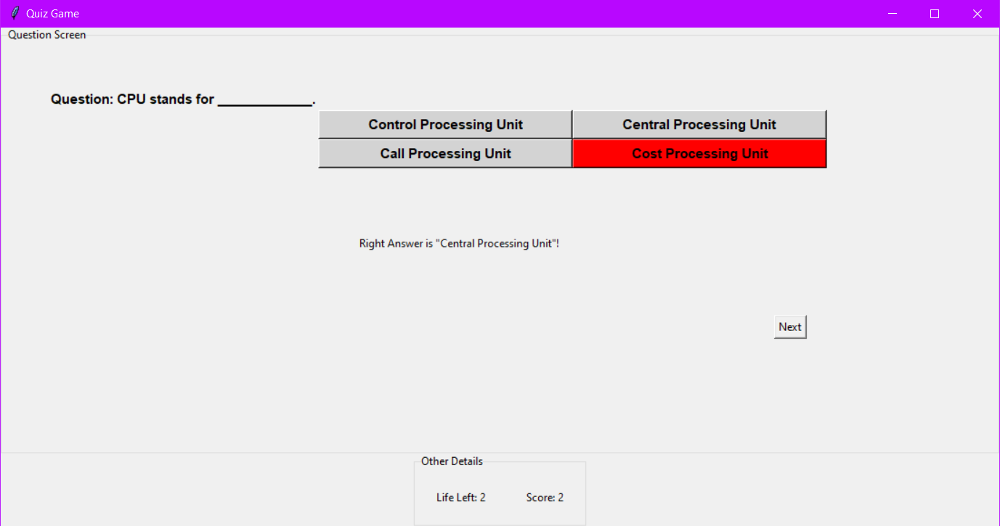 Quiz Game
Question Screen
Question: CPU stands for _____________.
Control Processing Unit
Central Processing Unit
Call Processing Unit
Cost Processing Unit
Right Answer is "Central Processing Unit"!
Next
Other Details
Life Left: 2
Score: 2